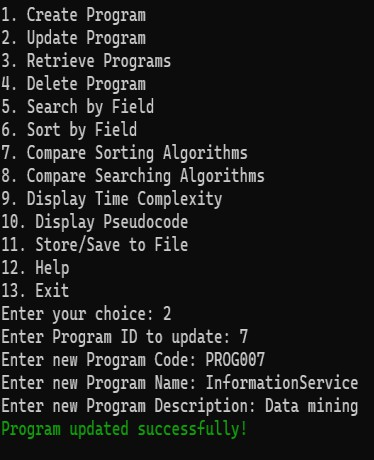 1. Create Program
2. Update Program
3. Retrieve Programs
4. Delete Program
5. Search by Field
6. Sort by Field
7. Compare Sorting Algorithms
8. Compare Searching Algorithms
9. Display Time Complexity
10. Display Pseudocode
11. Store/Save to File
12. Help
13. Exit
Enter your choice: 2
Enter Program ID to update: 7
Enter new Program Code: PROG007
Enter new Program Name: InformationService
Enter new Program Description: Data mining
Program updated successfully!